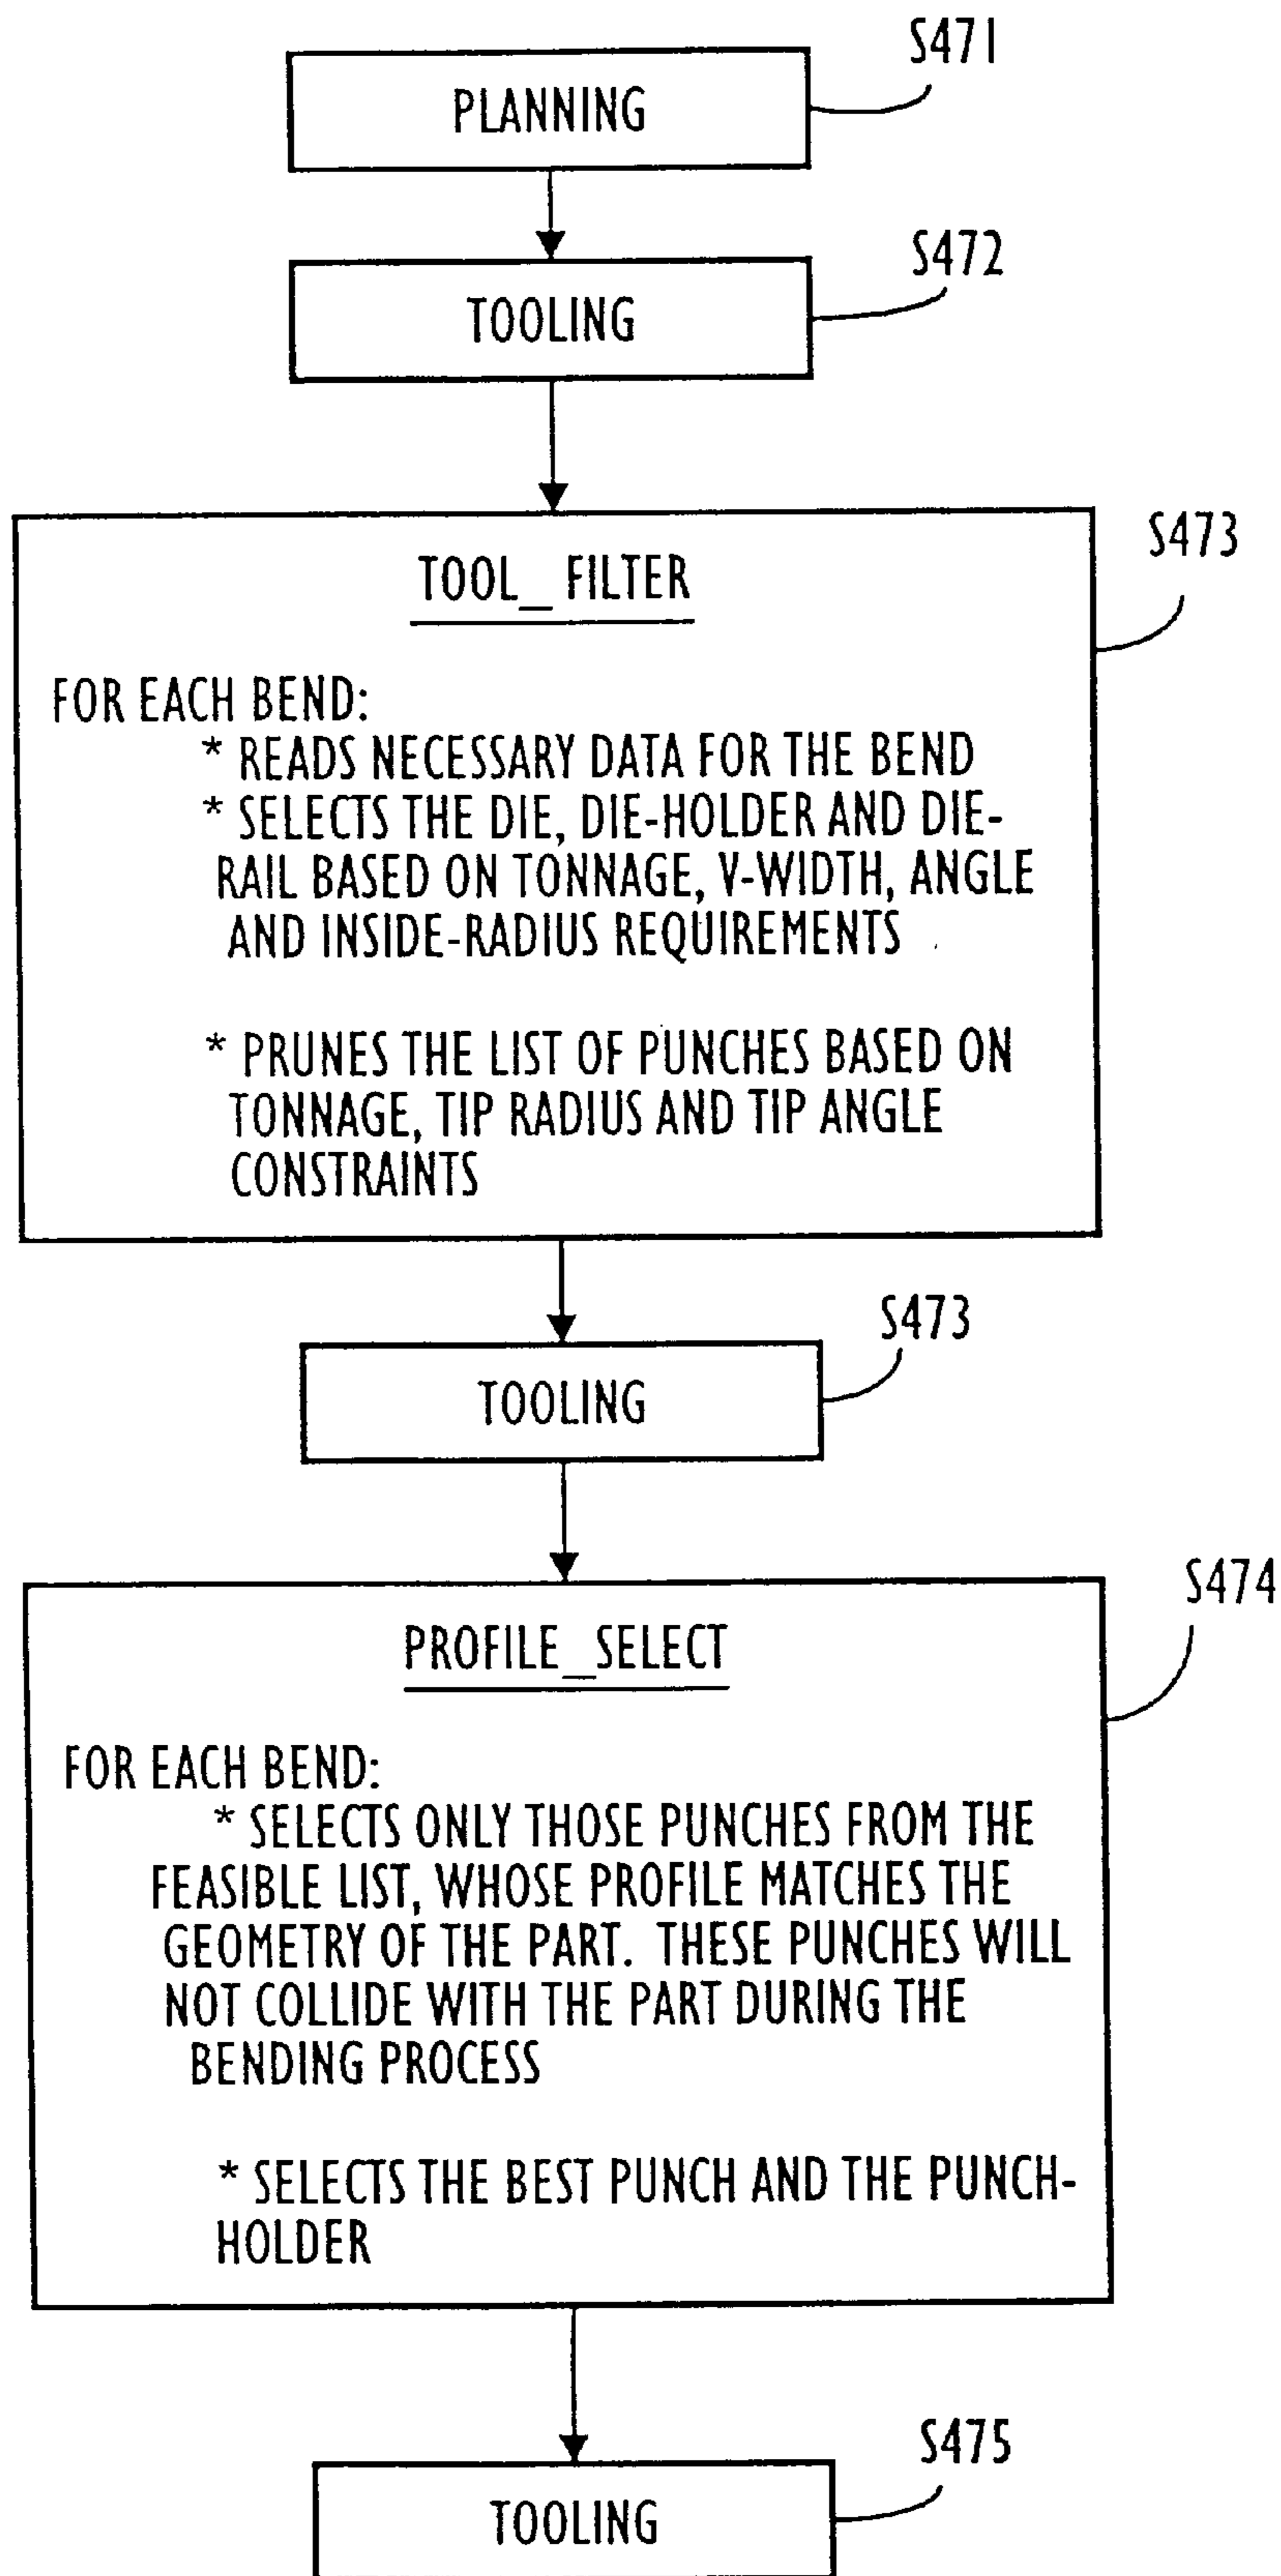 S471
PLANNING
S472
TOOLING
S473
TOOL_ FILTER
FOR EACH BEND:
* READS NECESSARY DATA FOR THE BEND
* SELECTS THE DIE, DIE-HOLDER AND DIE-
RAIL BASED ON TONNAGE, V-WIDTH, ANGLE
AND INSIDE-RADIUS REQUIREMENTS
* PRUNES THE LIST OF PUNCHES BASED ON
TONNAGE, TIP RADIUS AND TIP ANGLE
CONSTRAINTS
S473
TOOLING
S474
PROFILE_SELECT
FOR EACH BEND:
* SELECTS ONLY THOSE PUNCHES FROM THE
FEASIBLE LIST, WHOSE PROFILE MATCHES THE
GEOMETRY OF THE PART. THESE PUNCHES WILL
NOT COLLIDE WITH THE PART DURING THE
BENDING PROCESS
* SELECTS THE BEST PUNCH AND THE PUNCH-
HOLDER
S475
TOOLING